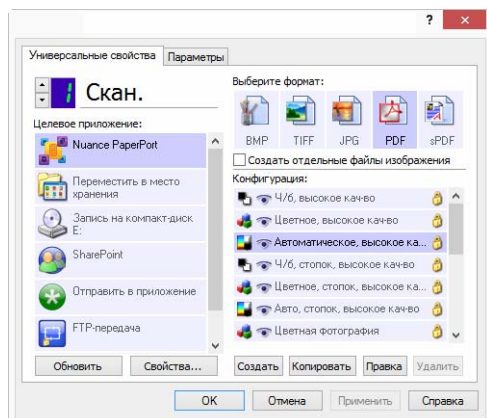 ?
Универсальные свойства Параметры
1 Скан.
Целевое приложение:
Nuance PaperPort
Переместить в место
хранения
Запись на компакт-диск
E:
SharePoint
Отправить в приложение
FTP-передача
Обновить Свойства...
Выберите формат:
BMP TIFF JPG PDF sPDF
Создать отдельные файлы изображения
Конфигурация:
Ч/б, высокое кач-во
Цветное, высокое кач-во
Автоматическое, высокое ка...
Ч/б, стопок, высокое кач-во
Цветное, стопок, высокое ка...
Авто, стопок, высокое кач-во
Цветная фотография
Создать Копировать Правка Удалить
OK Отмена Применить Справка